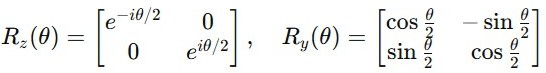 R_z(θ) = [ e^{-iθ/2} 0 ; 0 e^{iθ/2} ], R_y(θ) = [ cos θ/2 − sin θ/2 ; sin θ/2 cos θ/2 ]